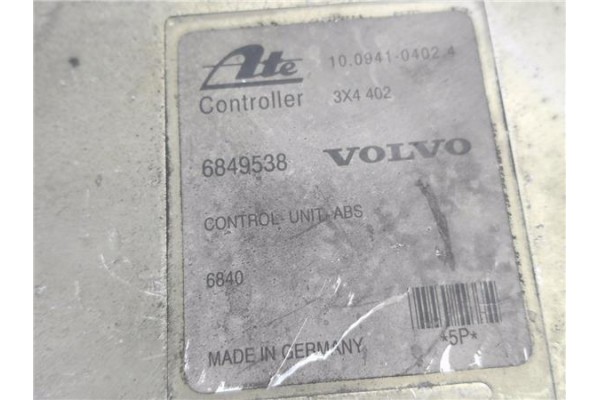 Ate 10.0941-0402.4
Controller 3X4 402
6849538 VOLVO
CONTROL-UNIT-ABS
6840
*5P*
MADE IN GERMANY